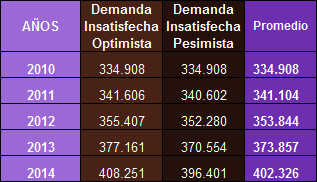 AÑOS Demanda Insatisfecha Optimista Demanda Insatisfecha Pesimista Promedio
2010 334.908 334.908 334.908
2011 341.606 340.602 341.104
2012 355.407 352.280 353.844
2013 377.161 370.554 373.857
2014 408.251 396.401 402.326